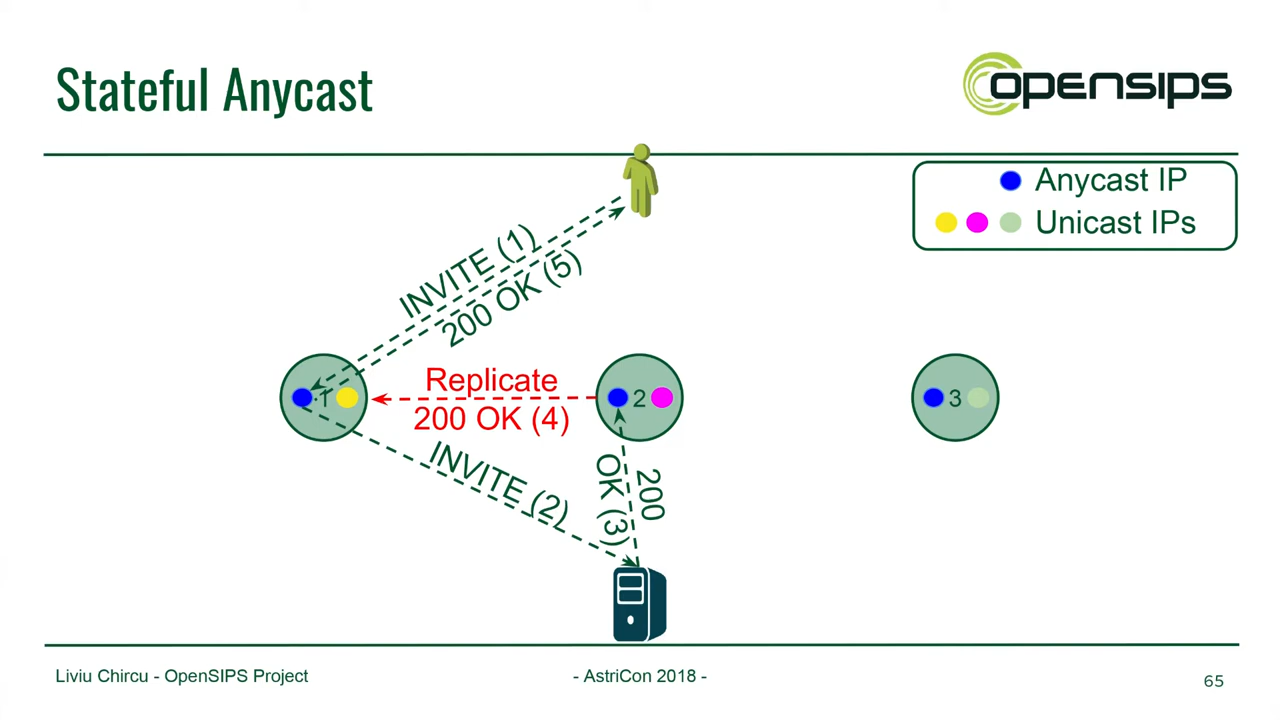 Stateful Anycast
opensips
Anycast IP
Unicast IPs
INVITE (1)
200 OK (5)
1
Replicate
200 OK (4)
2
3
INVITE (2)
200
OK (3)
Liviu Chircu - OpenSIPS Project
- AstriCon 2018 -
65